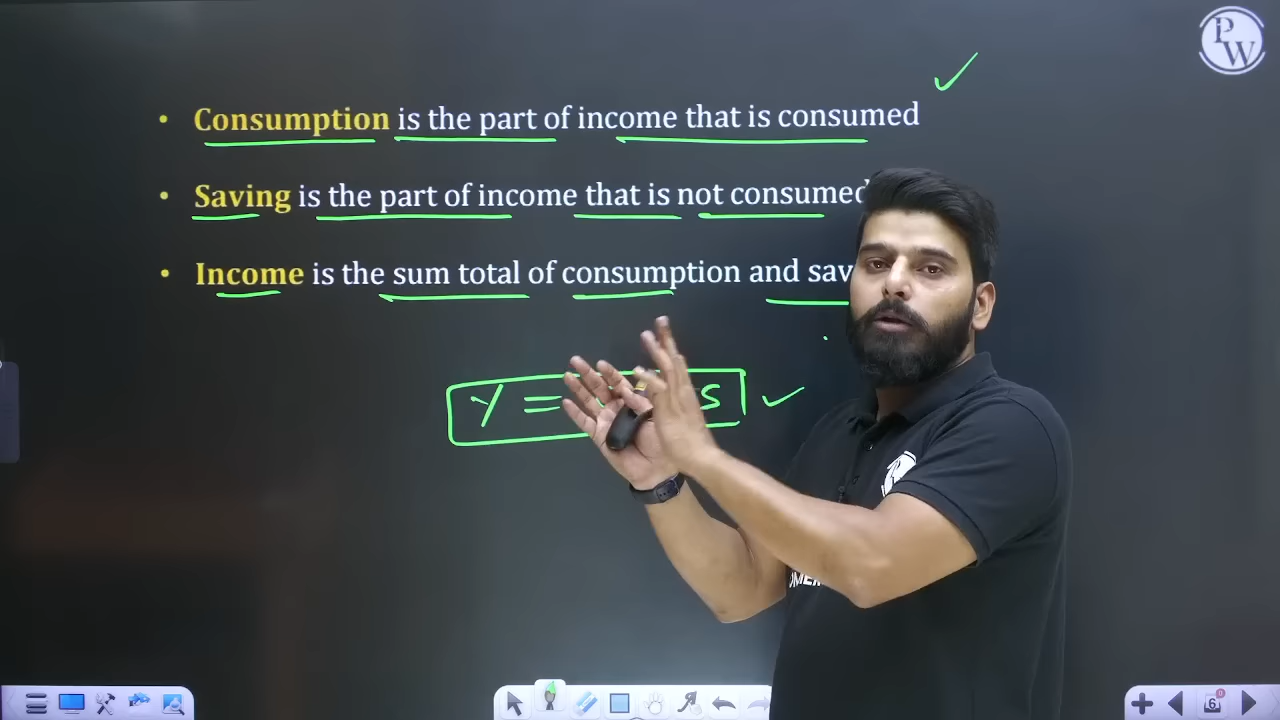 PW
• Consumption is the part of income that is consumed
• Saving is the part of income that is not consumed
• Income is the sum total of consumption and sav
Y = S
6